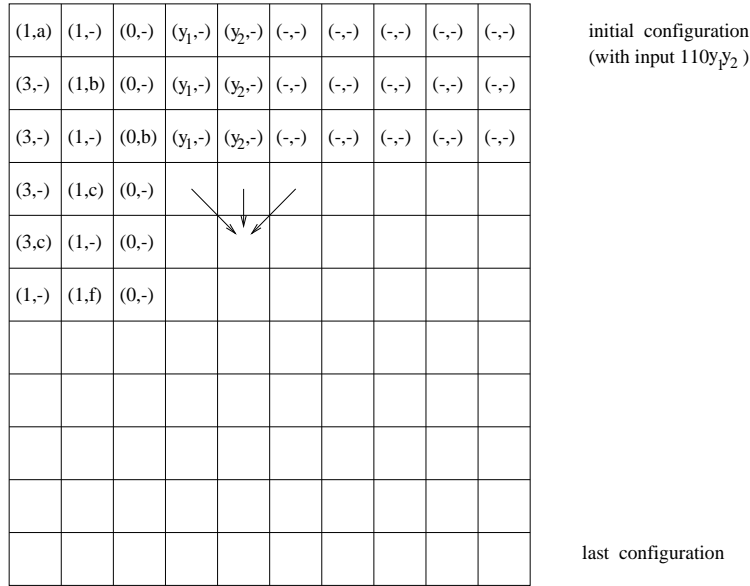 (1,a) (1,-) (0,-) (y₁,-) (y₂,-) (-,-) (-,-) (-,-) (-,-) (-,-) initial configuration
(with input 110y₁y₂ )
(3,-) (1,b) (0,-) (y₁,-) (y₂,-) (-,-) (-,-) (-,-) (-,-) (-,-)
(3,-) (1,-) (0,b) (y₁,-) (y₂,-) (-,-) (-,-) (-,-) (-,-) (-,-)
(3,-) (1,c) (0,-)
(3,c) (1,-) (0,-)
(1,-) (1,f) (0,-)
last configuration